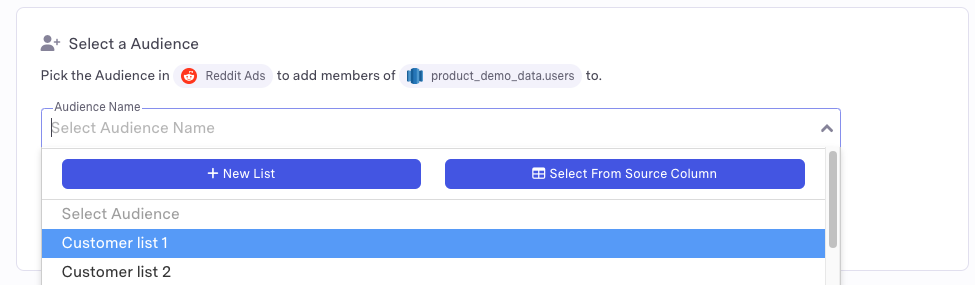 Select a Audience
Pick the Audience in Reddit Ads to add members of product_demo_data.users to.
Audience Name
Select Audience Name
+ New List Select From Source Column
Select Audience
Customer list 1
Customer list 2